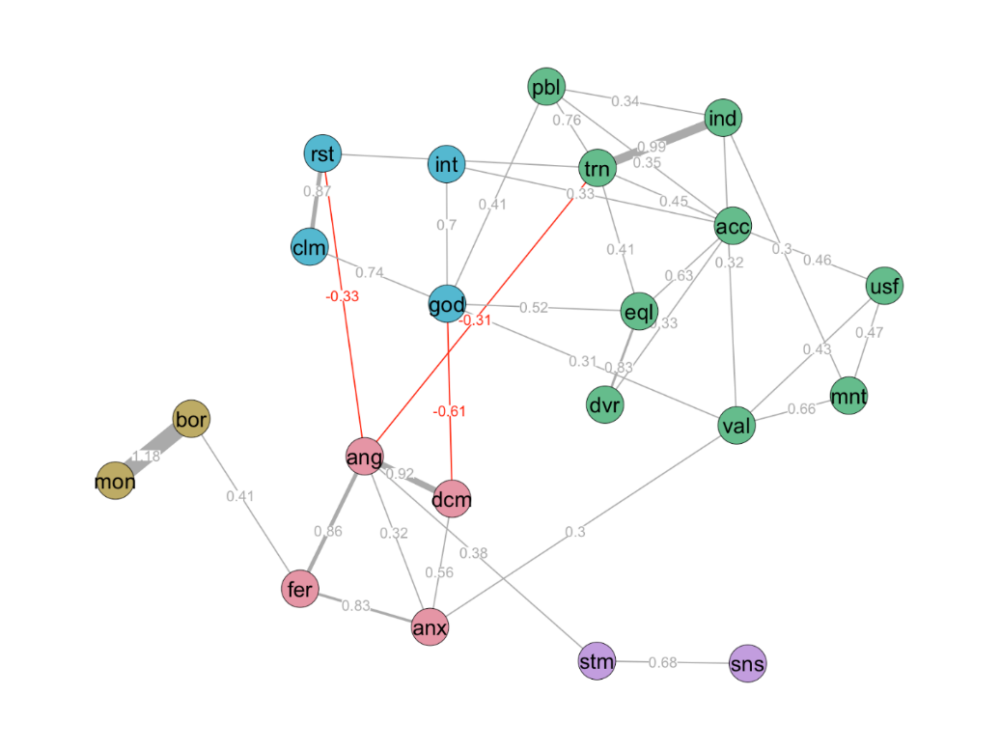 pbl
0.34
ind
0.76
0.99
rst
int
trn
0.35
0.87
0.33
0.45
0.41
acc
0.7
clm
0.41
0.3
0.46
0.32
0.74
0.63
usf
-0.33
god
0.52
eql
-0.31
0.33
0.47
0.43
0.31
0.83
mnt
dvr
0.66
-0.61
bor
val
ang
1.18
0.92
mon
dcm
0.41
0.86
0.32
0.3
0.38
0.56
fer
0.83
anx
stm
0.68
sns